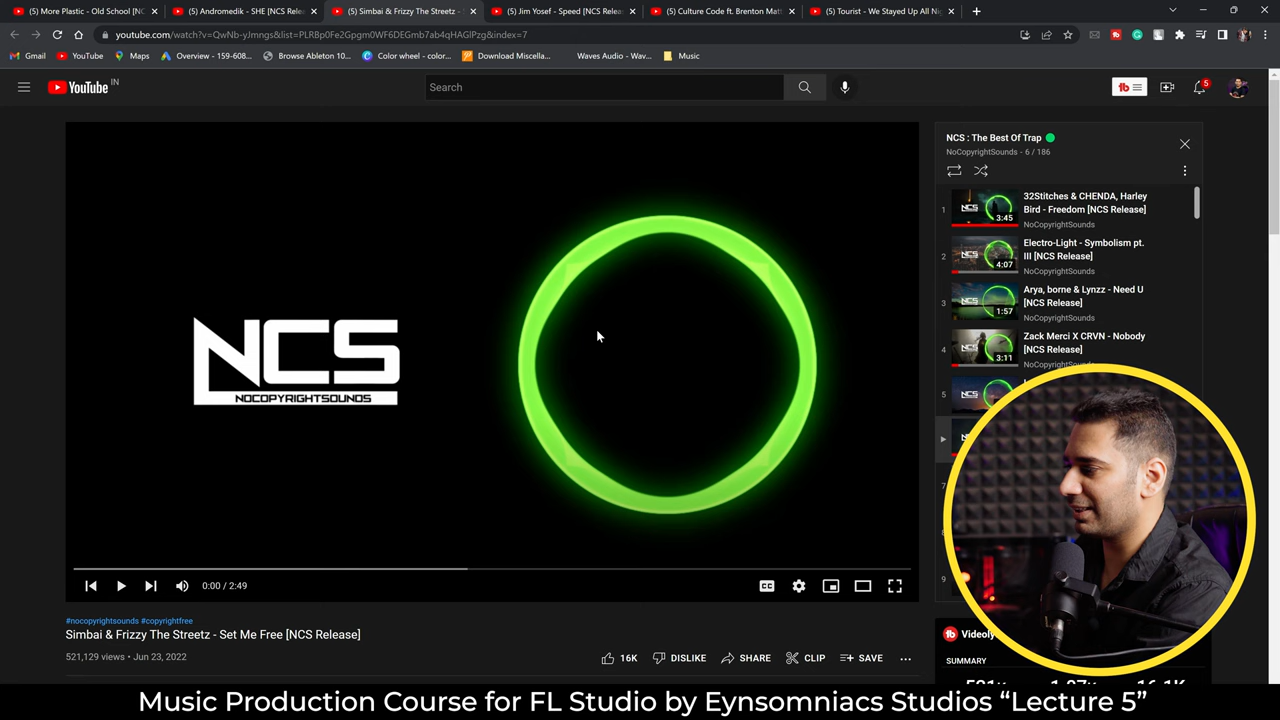 (5) More Plastic - Old School [NC
(5) Andromedik - SHE [NCS Rele
(5) Simbai & Frizzy The Streetz -
(5) Jim Yosef - Speed [NCS Relea
(5) Culture Code ft. Brenton Matt
(5) Tourist - We Stayed Up All Nig
youtube.com/watch?v=QwNb-yJmngs&list=PLRBp0Fe2Gpgm0WF6DEGmb7ab4qHAGlPzg&index=7
Gmail
YouTube
Maps
Overview - 159-608...
Browse Ableton 10...
Color wheel - color...
Download Miscella...
Waves Audio - Wav...
Music
YouTube IN
Search
5
NCS : The Best Of Trap
NoCopyrightSounds - 6 / 186
1
3:45
32Stitches & CHENDA, Harley
Bird - Freedom [NCS Release]
NoCopyrightSounds
2
4:07
Electro-Light - Symbolism pt.
III [NCS Release]
NoCopyrightSounds
3
1:57
Arya, borne & Lynzz - Need U
[NCS Release]
NoCopyrightSounds
4
3:11
Zack Merci X CRVN - Nobody
[NCS Release]
NoCopyrightSounds
5
7
8
9
NCS
NOCOPYRIGHTSOUNDS
0:00 / 2:49
#nocopyrightsounds #copyrightfree
Simbai & Frizzy The Streetz - Set Me Free [NCS Release]
521,129 views • Jun 23, 2022
16K
DISLIKE
SHARE
CLIP
SAVE
SUMMARY
Music Production Course for FL Studio by Eynsomniacs Studios “Lecture 5”